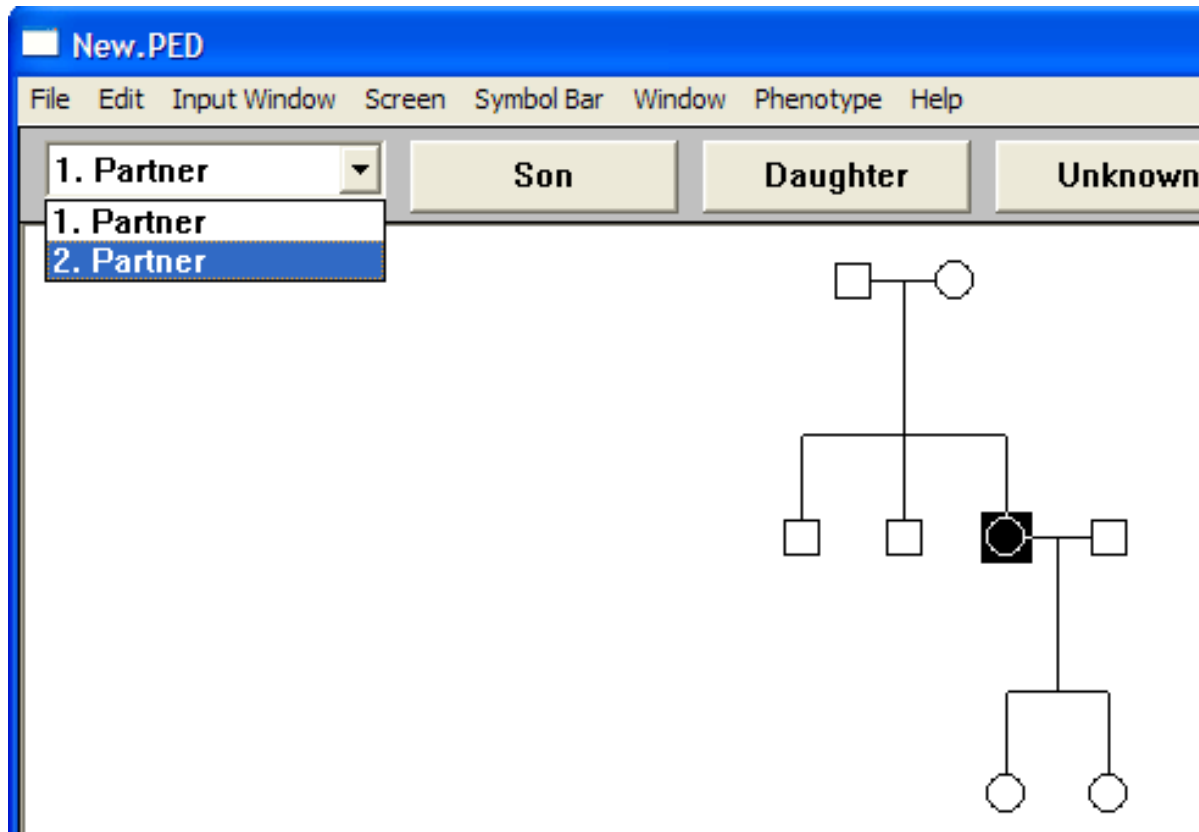 New.PED
File Edit Input Window Screen Symbol Bar Window Phenotype Help
1. Partner Son Daughter Unknown
1. Partner
2. Partner